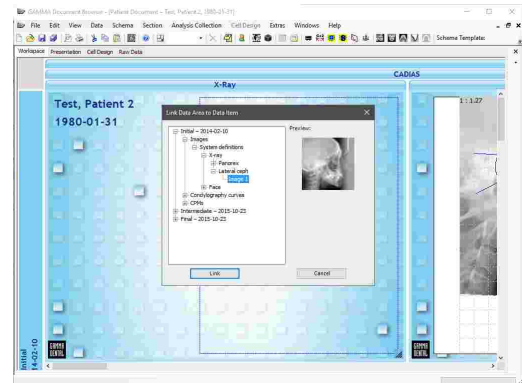 GAMMA Document Browser - [Patient Document - Test, Patient 2, 1980-01-31]
File Edit View Data Schema Section Analysis Collection Cell Design Extras Windows Help
Schema Template:
Workspace Presentation Cell Design Raw Data
CADIAS
X-Ray
Test, Patient 2
1980-01-31
1 : 1.27
Link Data Area to Data Item
Initial - 2014-02-10
Images
System definitions
X-ray
Panorex
Lateral ceph
Image 1
Face
Condylography curves
CPMs
Intermediate - 2015-10-23
Final - 2015-10-23
Preview:
Link
Cancel
Initial
14-02-10
GAMMA
DENTAL
GAMMA
DENTAL